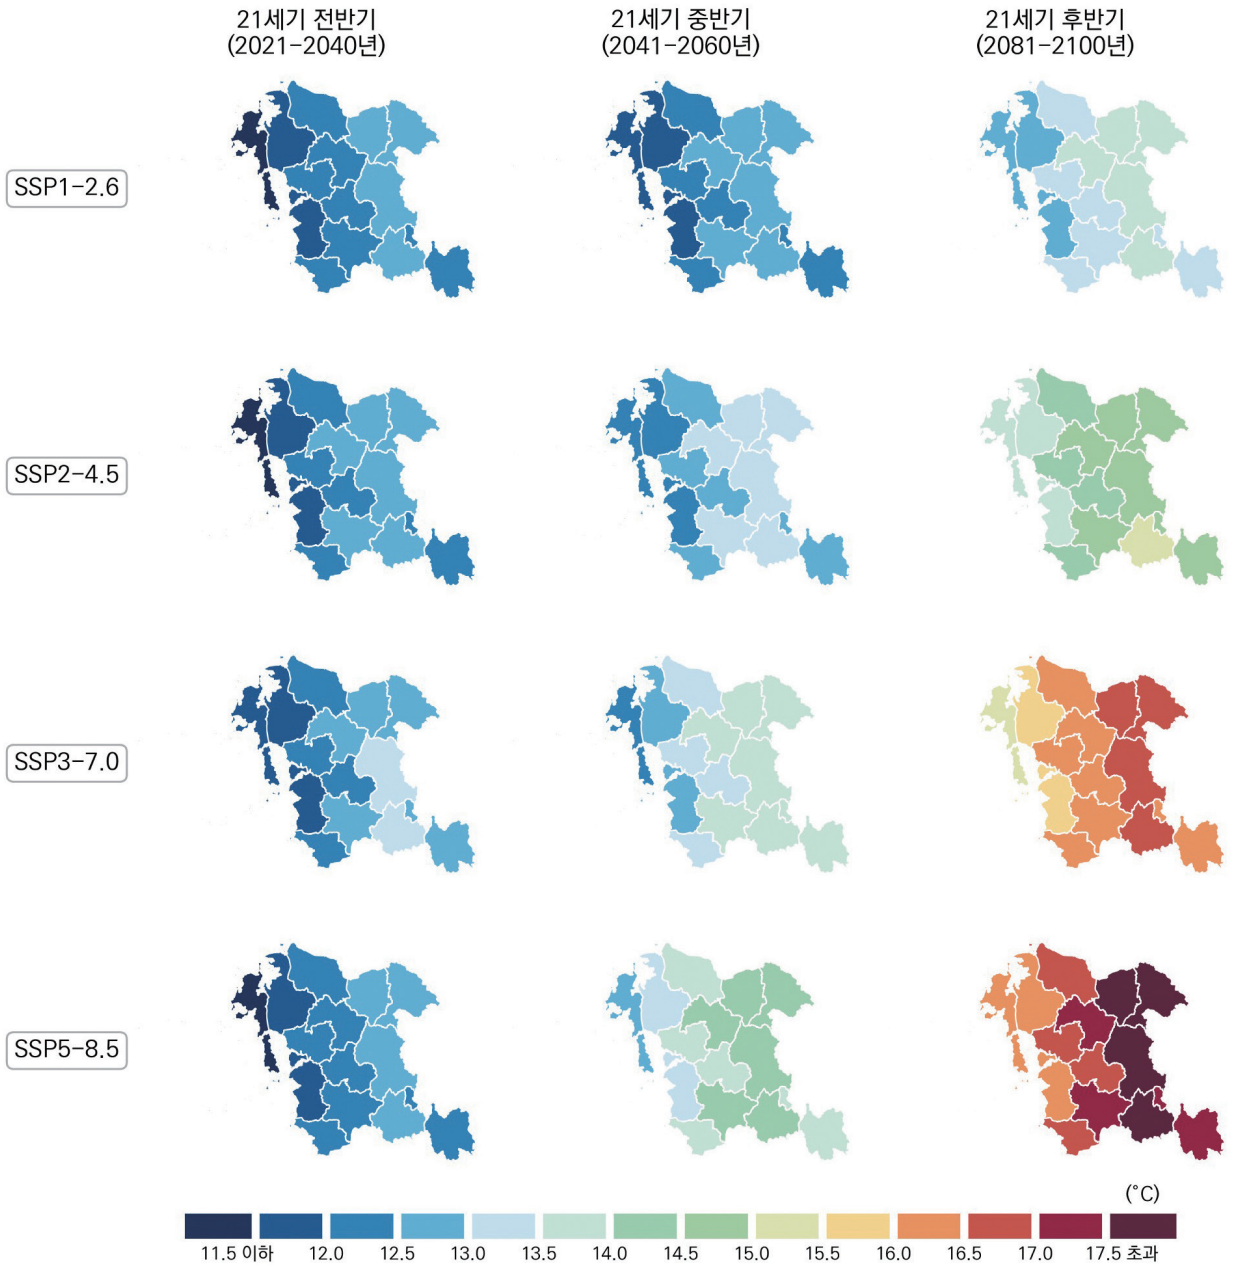 21세기 전반기
(2021-2040년)
21세기 중반기
(2041-2060년)
21세기 후반기
(2081-2100년)
SSP1-2.6
SSP2-4.5
SSP3-7.0
SSP5-8.5
(°C)
11.5 이하 12.0 12.5 13.0 13.5 14.0 14.5 15.0 15.5 16.0 16.5 17.0 17.5 초과